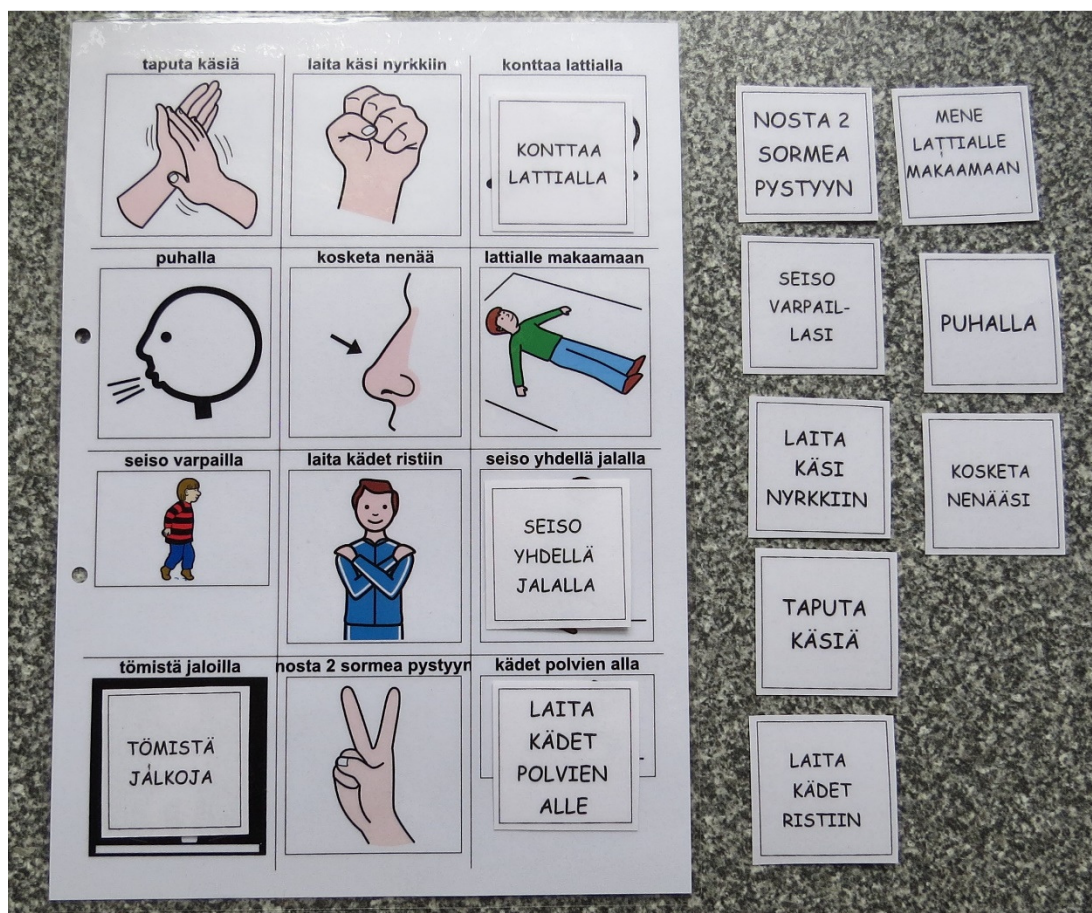 taputa käsiä
laita käsi nyrkkiin
konttaa lattialla
KONTTAA
LATTIALLA
puhalla
kosketa nenää
lattialle makaamaan
seiso varpailla
laita kädet ristiin
seiso yhdellä jalalla
SEISO
YHDELLÄ
JALALLA
tömistä jaloilla
TÖMISTÄ
JALKOJA
nosta 2 sormea pystyyn
kädet polvien alla
LAITA
KÄDET
POLVIEN
ALLE
NOSTA 2
SORMEA
PYSTYYN
MENE
LATTIALLE
MAKAAMAAN
SEISO
VARPAIL-
LASI
PUHALLA
LAITA
KÄSI
NYRKKIIN
KOSKETA
NENÄÄSI
TAPUTA
KÄSIÄ
LAITA
KÄDET
RISTIIN